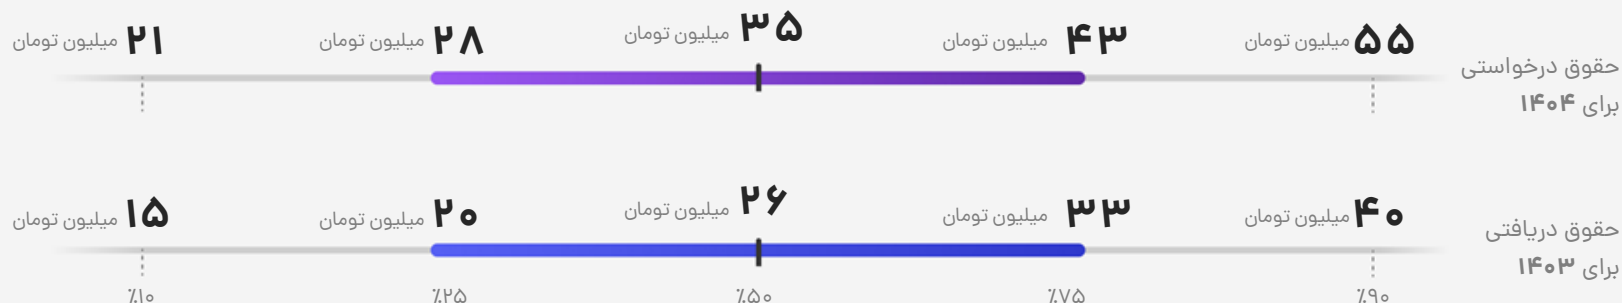 ۵۵ میلیون تومان
۴۳ میلیون تومان
۳۵ میلیون تومان
۲۸ میلیون تومان
۲۱ میلیون تومان
حقوق درخواستی
برای ۱۴۰۴
۴۰ میلیون تومان
۳۳ میلیون تومان
۲۶ میلیون تومان
۲۰ میلیون تومان
۱۵ میلیون تومان
حقوق دریافتی
برای ۱۴۰۳
٪۹۰
٪۷۵
٪۵۰
٪۲۵
٪۱۰